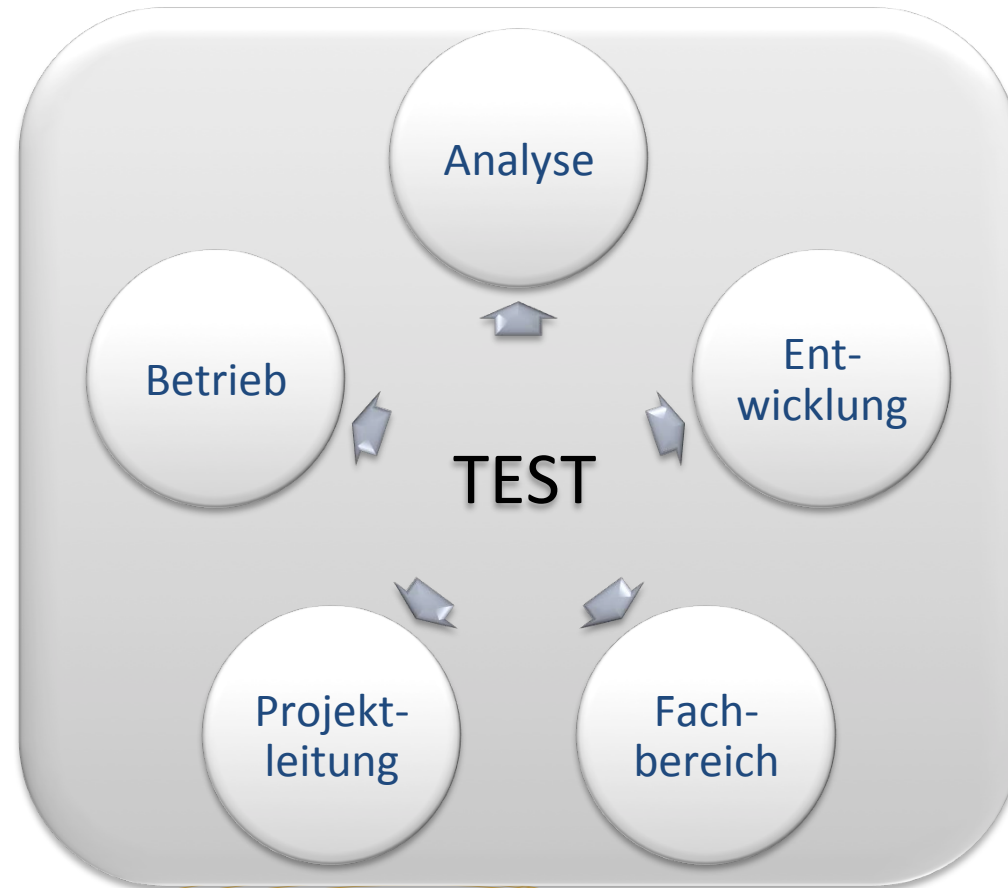 Analyse
Betrieb
Ent-
wicklung
TEST
Projekt-
leitung
Fach-
bereich